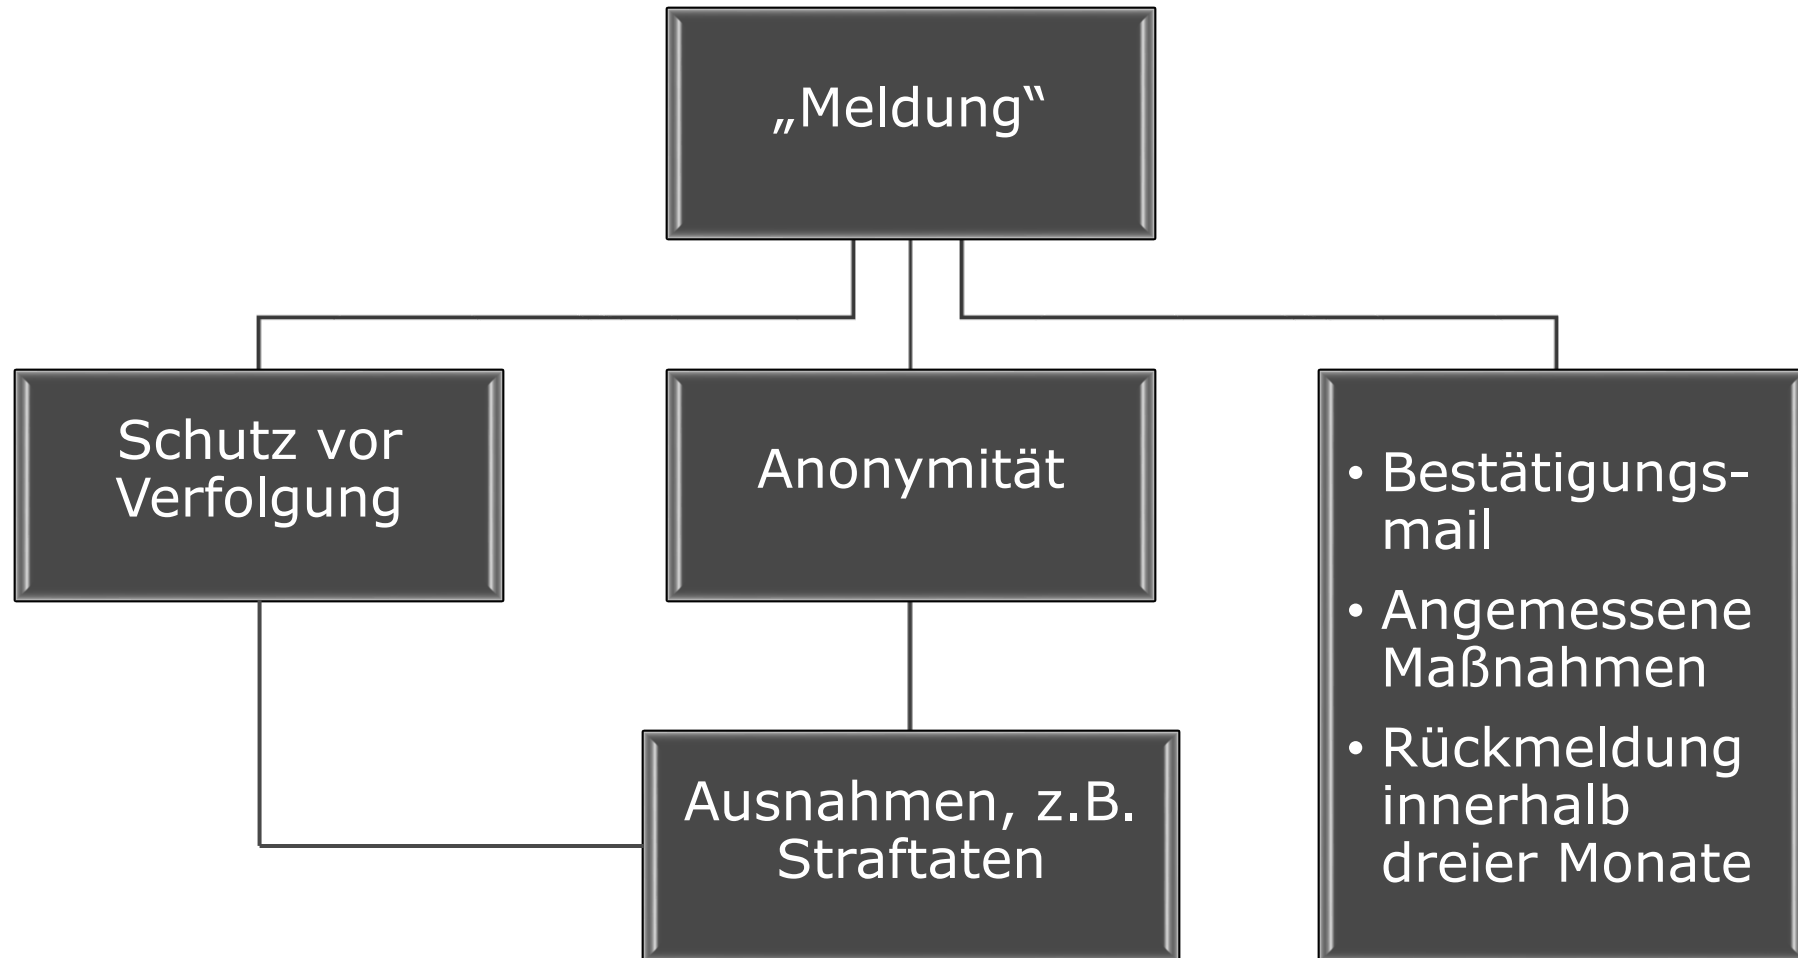 „Meldung“
Schutz vor
Verfolgung
Anonymität
• Bestätigungs-
mail
• Angemessene
Maßnahmen
• Rückmeldung
innerhalb
dreier Monate
Ausnahmen, z.B.
Straftaten